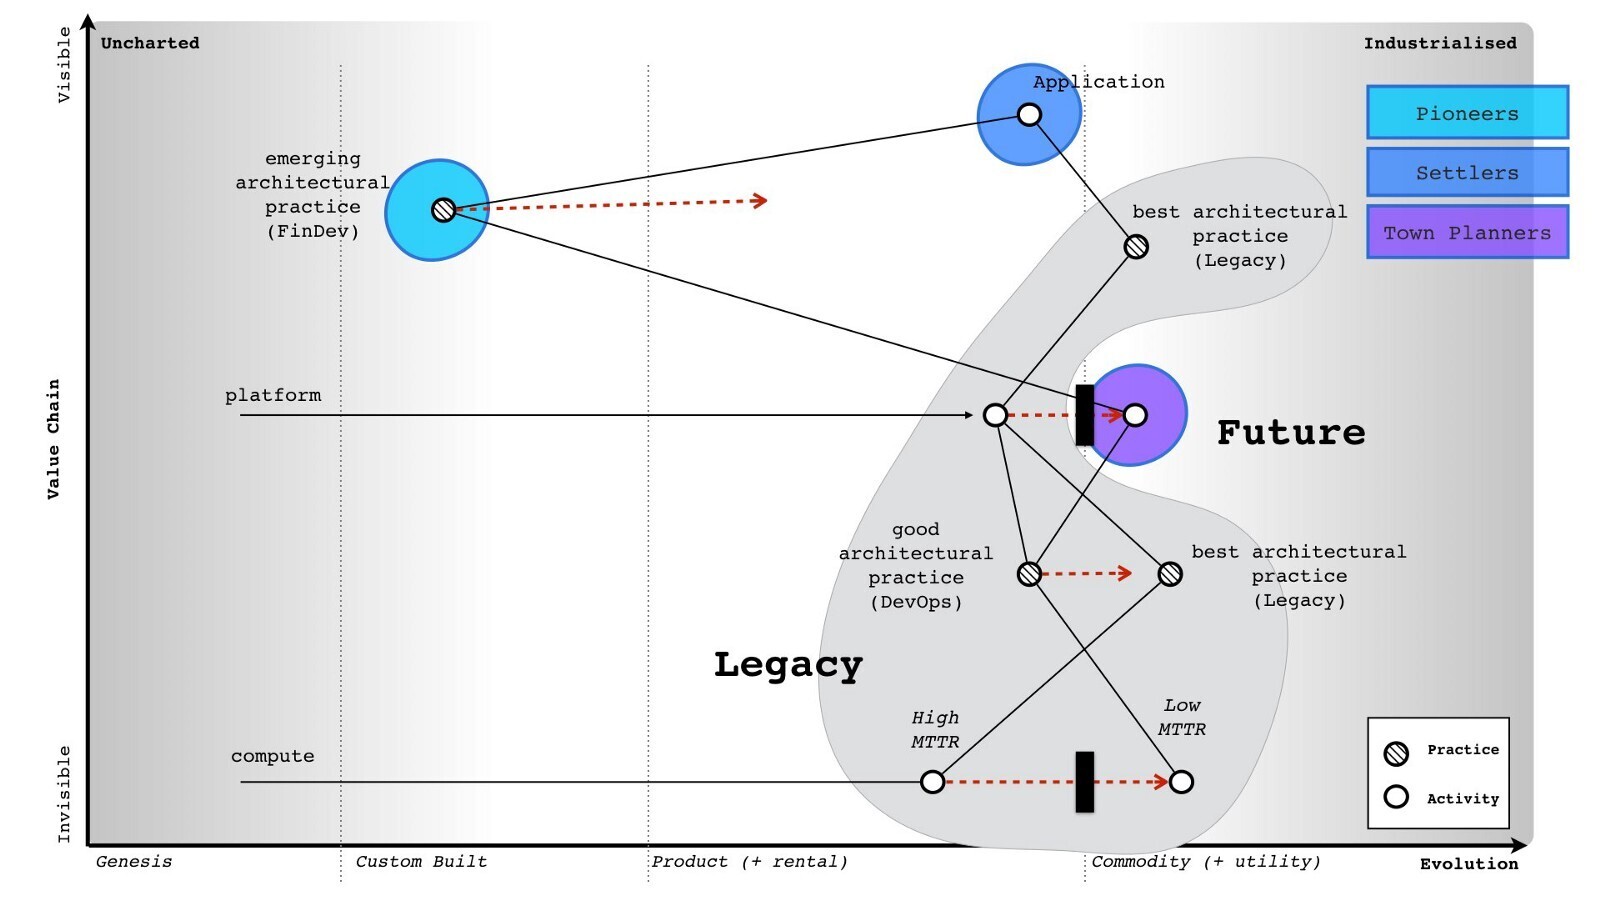 Visible
Uncharted
Industrialised
Application
Pioneers
Settlers
Town Planners
emerging
architectural
practice
(FinDev)
best architectural
practice
(Legacy)
platform
Value Chain
Future
good
architectural
practice
(DevOps)
best architectural
practice
(Legacy)
Legacy
High
MTTR
Low
MTTR
compute
Practice
Activity
Invisible
Genesis
Custom Built
Product (+ rental)
Commodity (+ utility)
Evolution